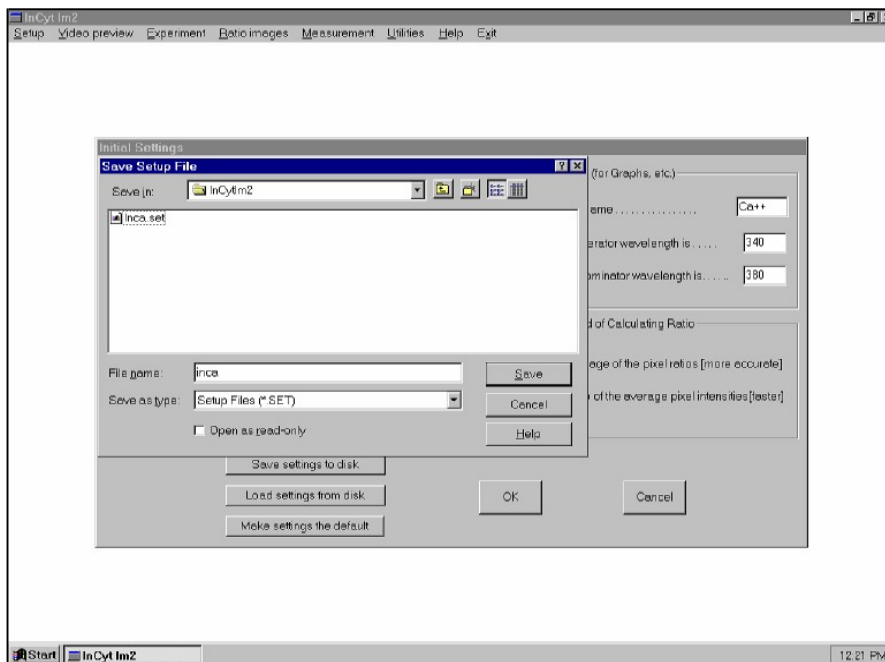 InCyt Im2
Setup Video preview Experiment Ratio images Measurement Utilities Help Exit
Initial Settings
Save Setup File
Save in: InCytIm2
Inca.set
File name: inca
Save as type: Setup Files (*.SET)
Open as read-only
Save
Cancel
Help
(for Graphs, etc.)
ame . . . . . . . . . . . . . . . . Ca++
erator wavelength is . . . . . 340
ominator wavelength is . . . . . . 380
d of Calculating Ratio
age of the pixel ratios [more accurate]
of the average pixel intensities[faster]
Save settings to disk
Load settings from disk
Make settings the default
OK
Cancel
Start InCyt Im2
12:21 PM